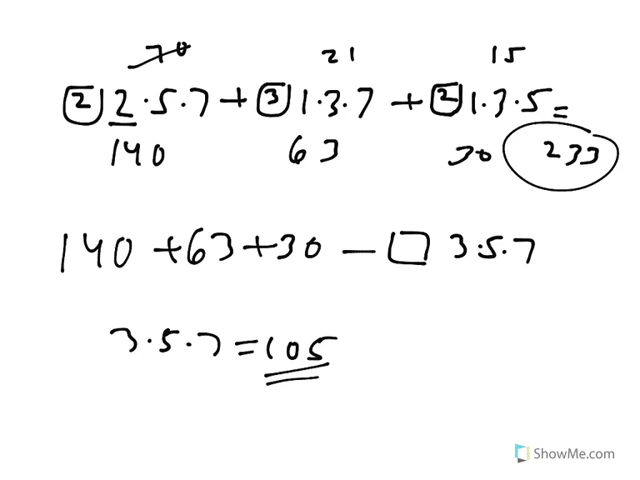 70 21 15
2 2·5·7 + 3 1·3·7 + 2 1·3·5 =
140 63 30 233
140 + 63 + 30 - □ 3·5·7
3·5·7 = 105
ShowMe.com